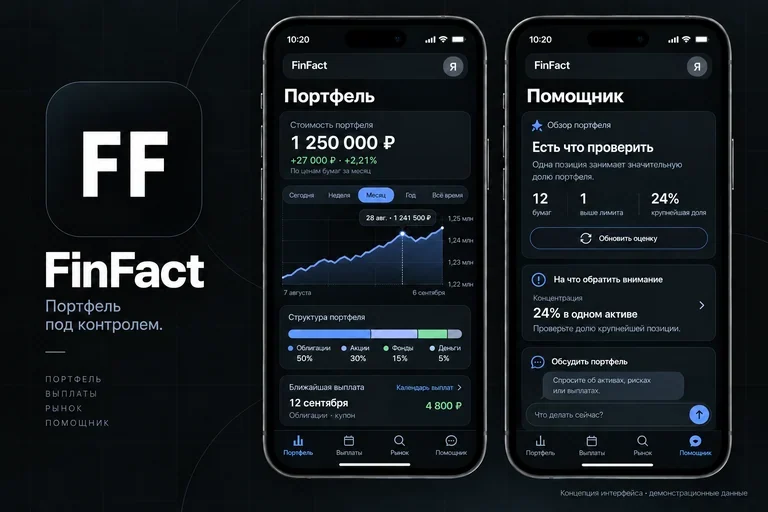 FF
FinFact
Портфель
под контролем.
ПОРТФЕЛЬ
ВЫПЛАТЫ
РЫНОК
ПОМОЩНИК
10:20
FinFact
Я
Портфель
Стоимость портфеля
1 250 000 ₽
+27 000 ₽ · +2,21%
По ценам бумаг за месяц
Сегодня Неделя Месяц Год Всё время
28 авг. • 1 241 500 ₽
1,25 млн
1,24 млн
1,23 млн
1,22 млн
7 августа 6 сентября
Структура портфеля
Облигации Акции Фонды Деньги
50% 30% 15% 5%
Ближайшая выплата Календарь выплат
12 сентября 4 800 ₽
Облигации · купон
Портфель Выплаты Рынок Помощник
10:20
FinFact
Я
Помощник
Обзор портфеля
Есть что проверить
Одна позиция занимает значительную
долю портфеля.
12 1 24%
бумаг выше лимита крупнейшая доля
Обновить оценку
На что обратить внимание
Концентрация
24% в одном активе
Проверьте долю крупнейшей позиции.
Обсудить портфель
Спросите об активах, рисках
или выплатах.
Что делать сейчас?
Портфель Выплаты Рынок Помощник
Концепция интерфейса • демонстрационные данные